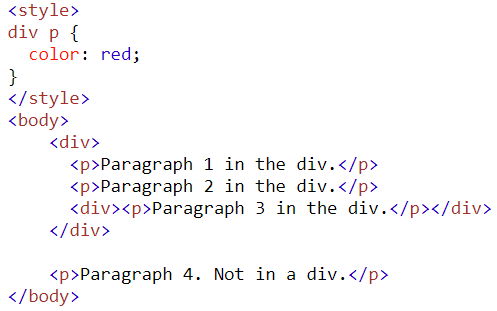 <style>
div p {
  color: red;
}
</style>
<body>
    <div>
      <p>Paragraph 1 in the div.</p>
      <p>Paragraph 2 in the div.</p>
      <div><p>Paragraph 3 in the div.</p></div>
    </div>

    <p>Paragraph 4. Not in a div.</p>
</body>